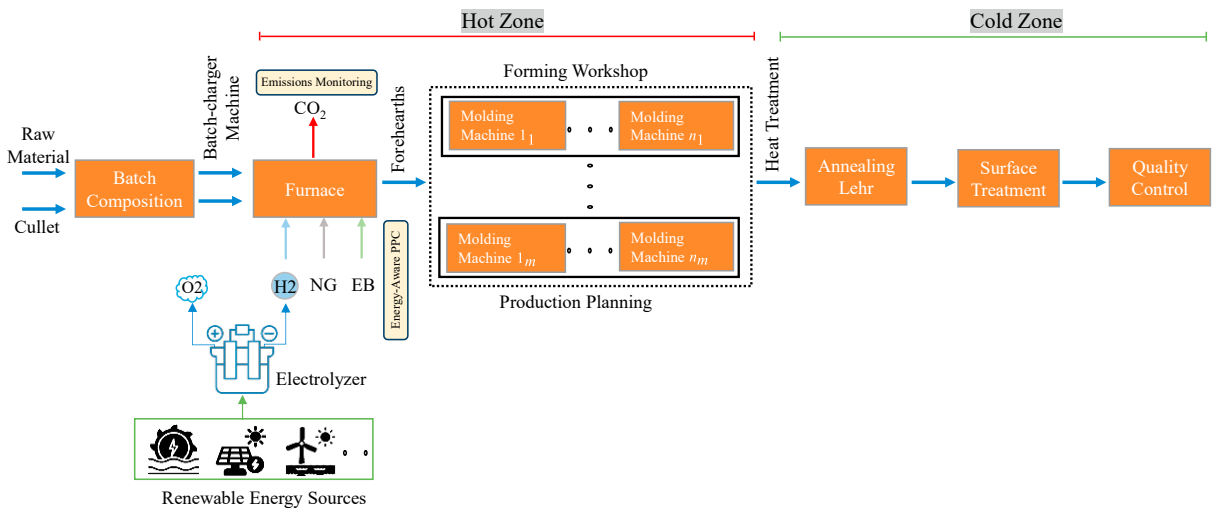 Hot Zone
Cold Zone
Emissions Monitoring
CO2
Raw
Material
Cullet
Batch
Composition
Batch-charger
Machine
Furnace
Forehearths
Forming Workshop
Molding
Machine 11
Molding
Machine n1
Molding
Machine 1m
Molding
Machine nm
Production Planning
Heat Treatment
Annealing
Lehr
Surface
Treatment
Quality
Control
Energy-Aware PPC
O2
H2
NG
EB
Electrolyzer
Renewable Energy Sources